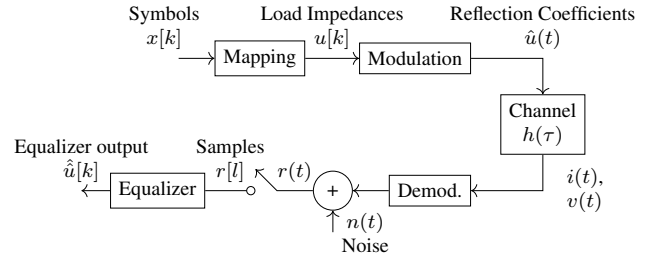 Symbols
Load Impedances
Reflection Coefficients
x[k]
u[k]
û(t)
Mapping
Modulation
Channel
h(τ)
Equalizer output
Samples
û̂[k]
r[l]
r(t)
i(t),
v(t)
Equalizer
+
Demod.
n(t)
Noise